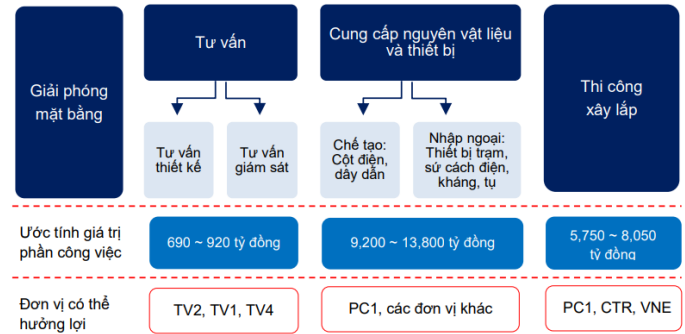 Giải phóng
mặt bằng
Tư vấn
Cung cấp nguyên vật liệu
và thiết bị
Thi công
xây lắp
Tư vấn
thiết kế
Tư vấn
giám sát
Chế tạo:
Cột điện,
dây dẫn
Nhập ngoại:
Thiết bị trạm,
sứ cách điện,
kháng, tụ
Ước tính giá trị
phần công việc
690 ~ 920 tỷ đồng
9,200 ~ 13,800 tỷ đồng
5,750 ~ 8,050
tỷ đồng
Đơn vị có thể
hưởng lợi
TV2, TV1, TV4
PC1, các đơn vị khác
PC1, CTR, VNE